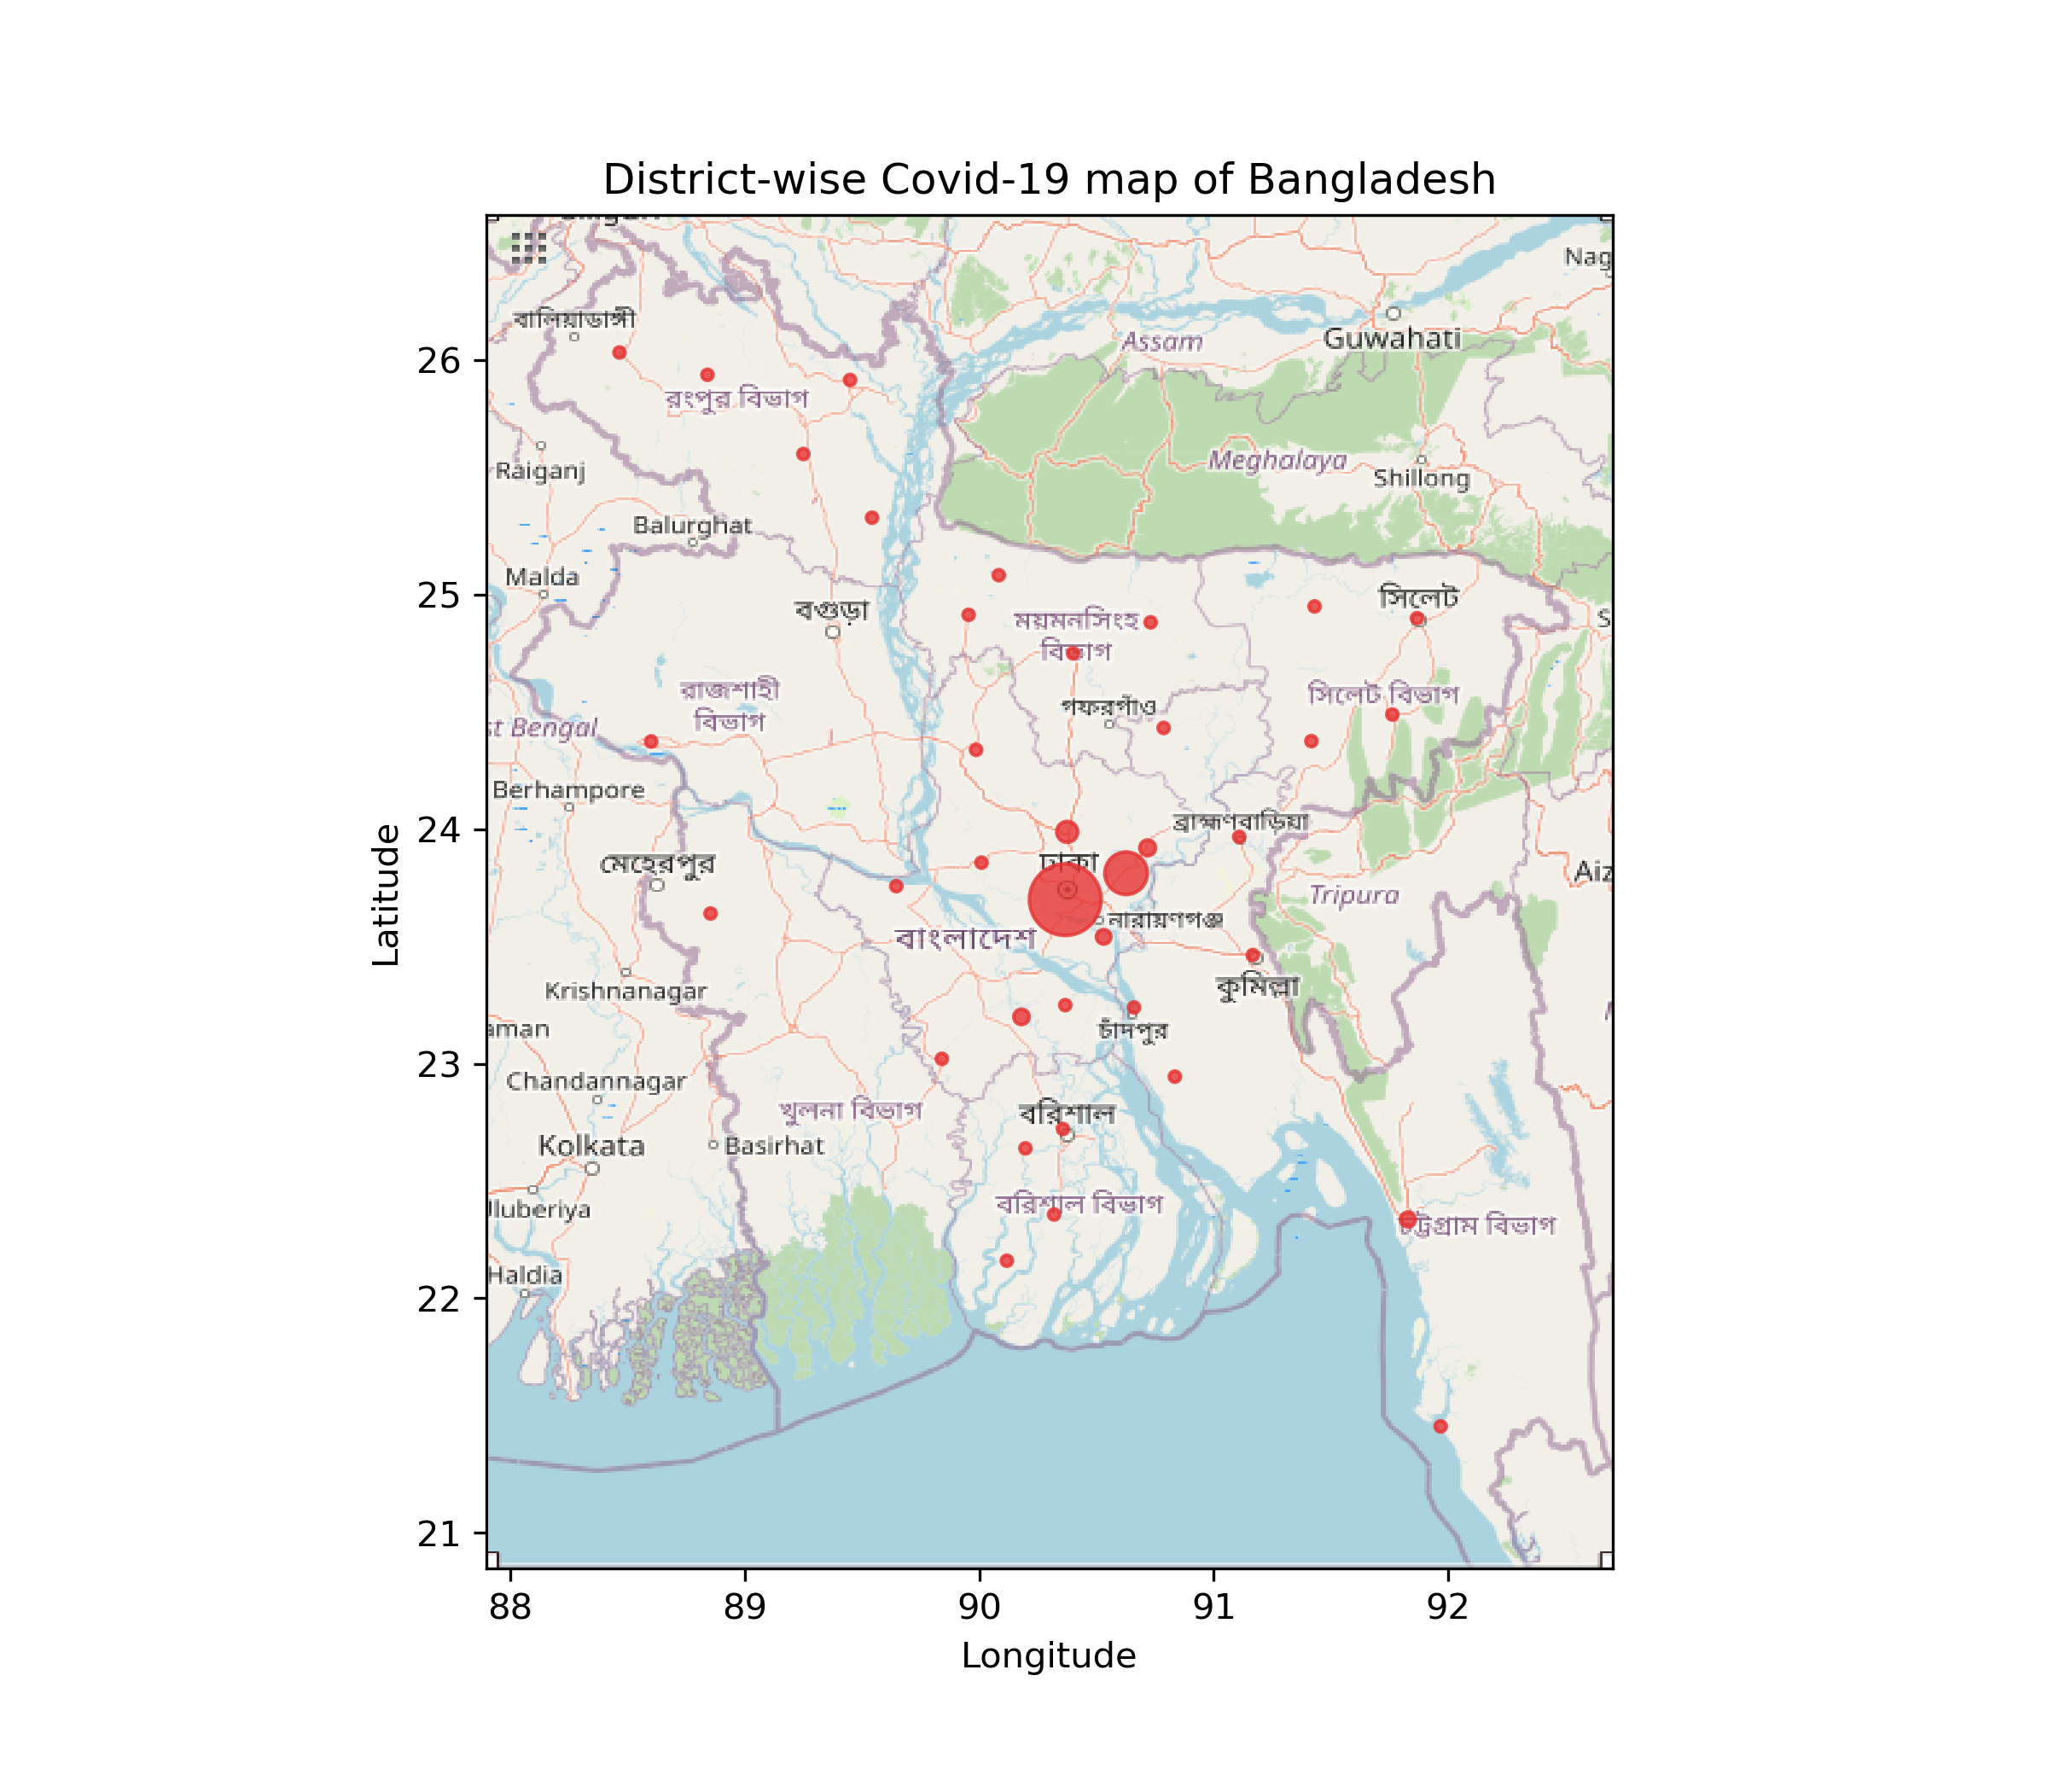 District-wise Covid-19 map of Bangladesh
Nag
বালিয়াডাঙ্গী
Assam
Guwahati
26
রংপুর বিভাগ
Raiganj
Meghalaya
Shillong
Balurghat
Malda
25
বগুড়া
সিলেট
S
ময়মনসিংহ
বিভাগ
রাজশাহী
বিভাগ
গফরগাঁও
সিলেট বিভাগ
st Bengal
Berhampore
24
ব্রাহ্মণবাড়িয়া
ঢাকা
মেহেরপুর
Aiz
Tripura
নারায়ণগঞ্জ
বাংলাদেশ
Latitude
Krishnanagar
কুমিল্লা
aman
চাঁদপুর
23
Chandannagar
খুলনা বিভাগ
বরিশাল
Kolkata
Basirhat
Uluberiya
বরিশাল বিভাগ
চট্টগ্রাম বিভাগ
Haldia
22
21
88 89 90 91 92
Longitude